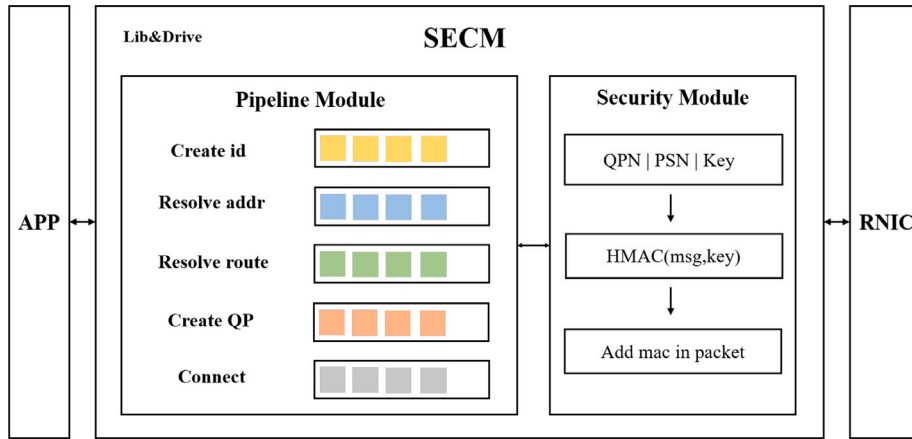 Lib&Drive
SECM
APP
RNIC
Pipeline Module
Create id
Resolve addr
Resolve route
Create QP
Connect
Security Module
QPN | PSN | Key
HMAC(msg,key)
Add mac in packet